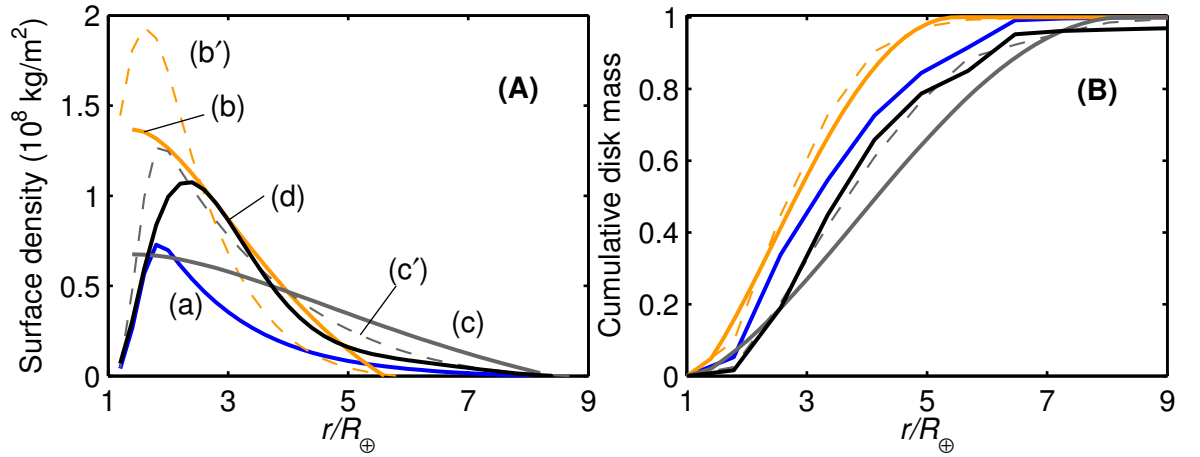 2
1.5
1
0.5
0
Surface density (10⁸ kg/m²)
(b′)
(b)
(d)
(c′)
(c)
(a)
(A)
1 3 5 7 9
r/R⊕
1
0.8
0.6
0.4
0.2
0
Cumulative disk mass
(B)
1 3 5 7 9
r/R⊕